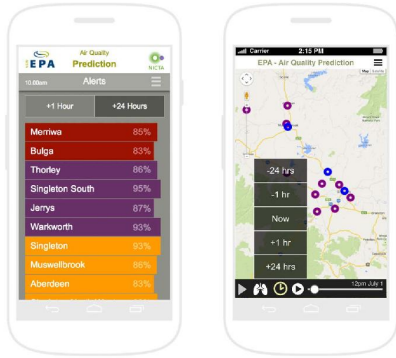 EPA
Air Quality
Prediction
NICTA
10.00am
Alerts
+1 Hour
+24 Hours
Merriwa 85%
Bulga 83%
Thorley 86%
Singleton South 95%
Jerrys 87%
Warkworth 93%
Singleton 93%
Muswellbrook 86%
Aberdeen 83%
Carrier 2:15 PM
EPA - Air Quality Prediction
Map
-24 hrs
-1 hr
Now
+1 hr
+24 hrs
12pm July 1